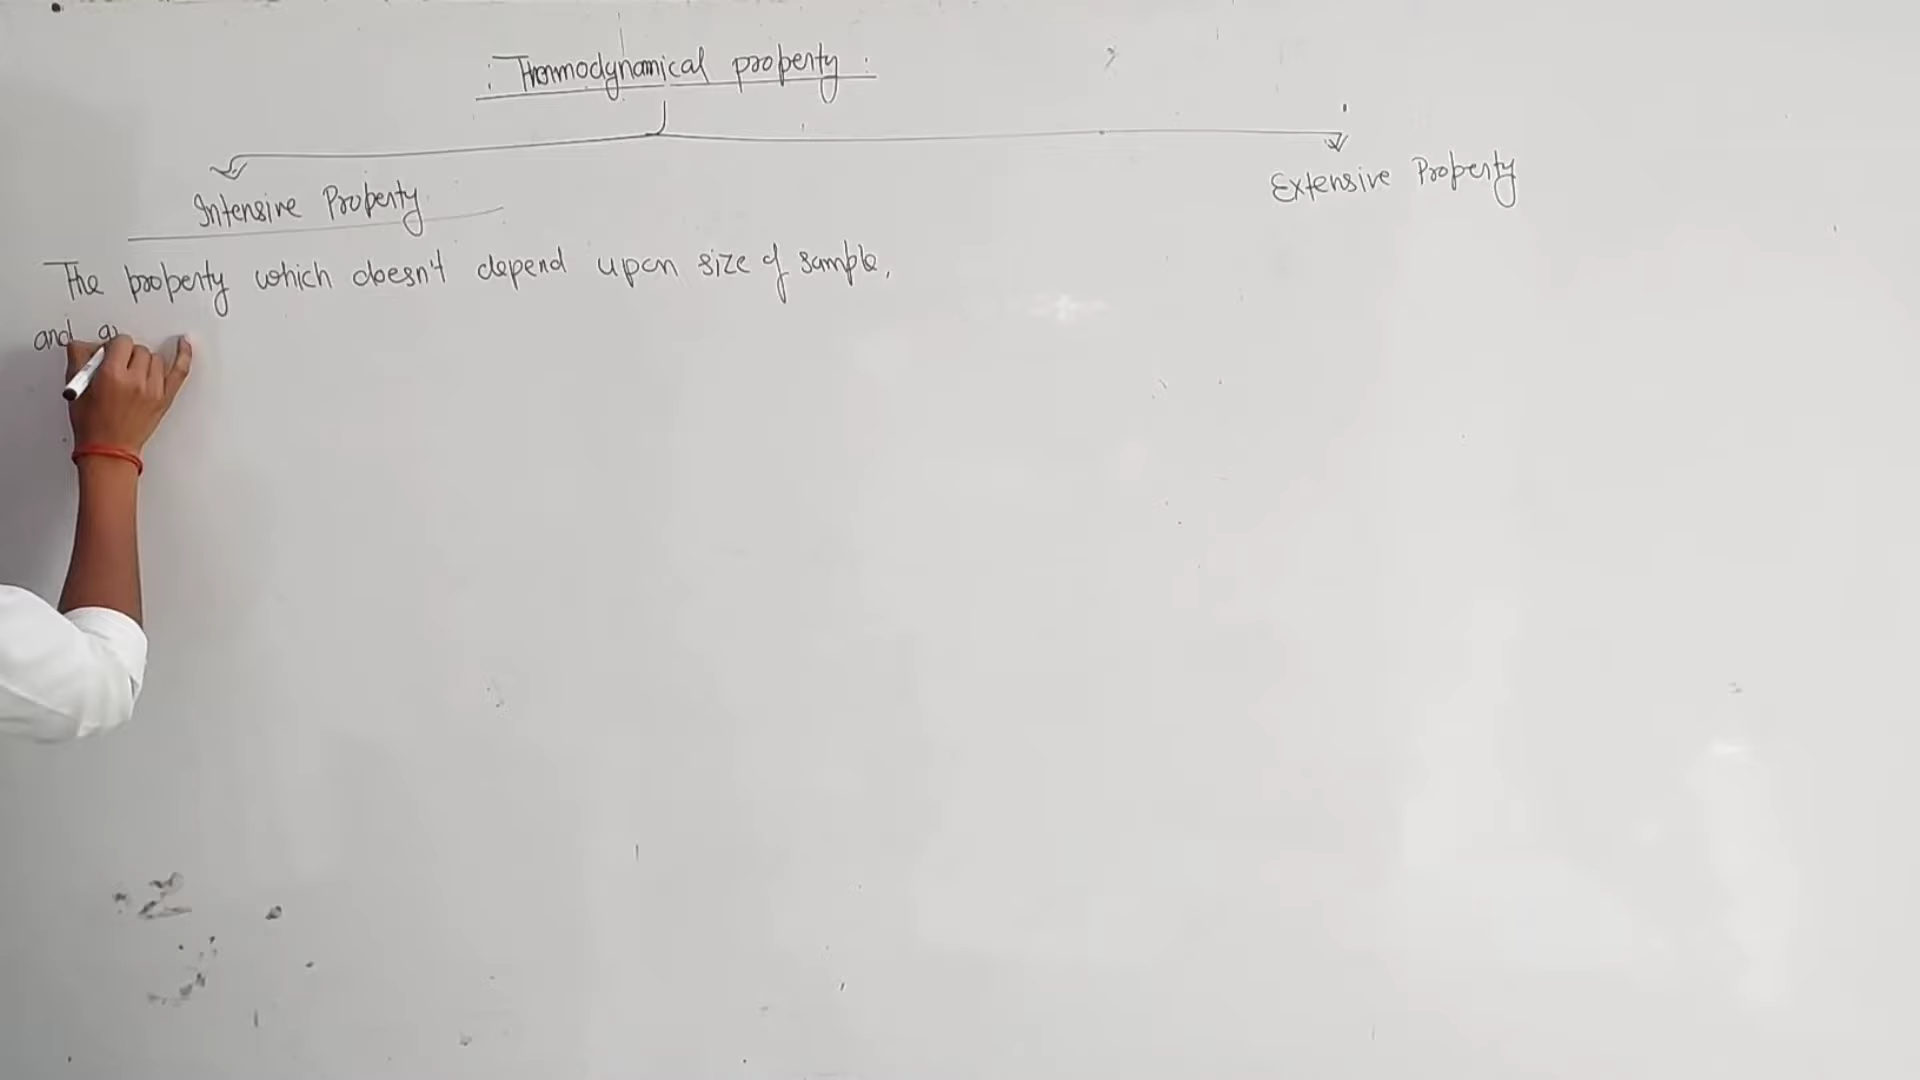 : Thermodynamical property :
Intensive Property
Extensive Property
The property which doesn't depend upon size of sample,
and